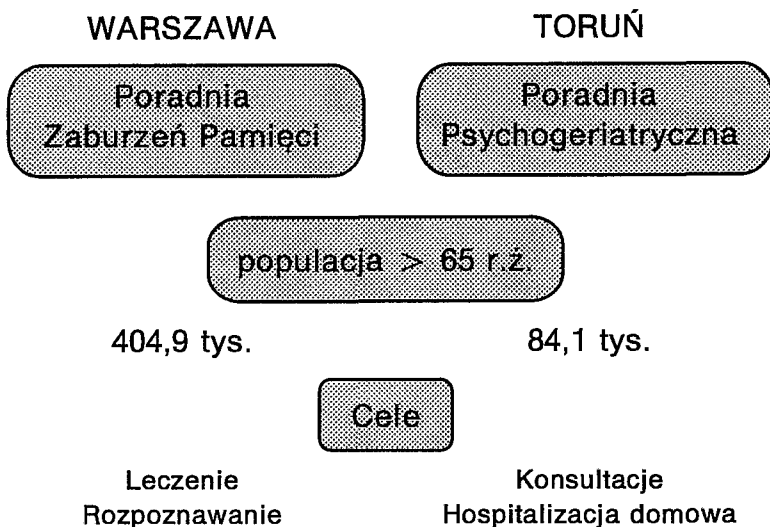 WARSZAWA
TORUŃ
Poradnia
Zaburzeń Pamięci
Poradnia
Psychogeriatryczna
populacja > 65 r.ż.
404,9 tys.
84,1 tys.
Cele
Leczenie
Rozpoznawanie
Konsultacje
Hospitalizacja domowa